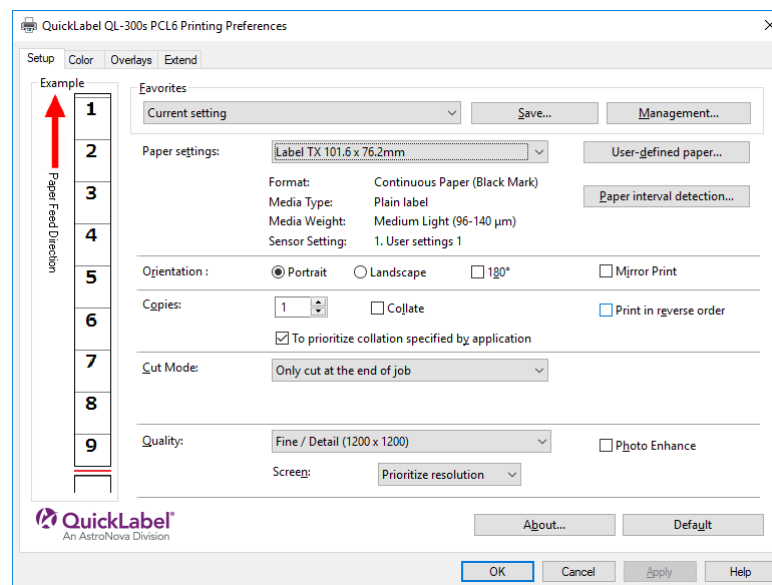 QuickLabel QL-300s PCL6 Printing Preferences
Setup Color Overlays Extend
Example
1
2
3
4
5
6
7
8
9
Paper Feed Direction
Favorites
Current setting Save... Management...
Paper settings: Label TX 101.6 x 76.2mm User-defined paper...
Format: Continuous Paper (Black Mark)
Media Type: Plain label
Paper interval detection...
Media Weight: Medium Light (96-140 μm)
Sensor Setting: 1. User settings 1
Orientation : Portrait Landscape 180° Mirror Print
Copies: 1 Collate Print in reverse order
To prioritize collation specified by application
Cut Mode: Only cut at the end of job
Quality: Fine / Detail (1200 x 1200) Photo Enhance
Screen: Prioritize resolution
QuickLabel®
An AstroNova Division
About... Default
OK Cancel Apply Help